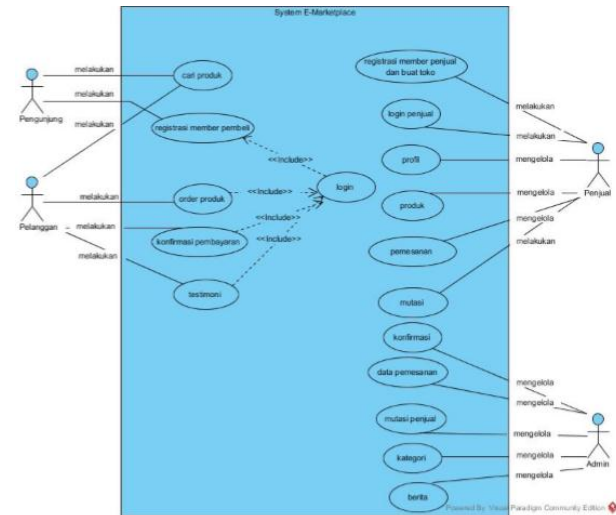 System E-Marketplace
melakukan
cari produk
Pengunjung
melakukan
registrasi member pembeli
melakukan
<<Include>>
login
melakukan
order produk
<<Include>>
Pelanggan
melakukan
konfirmasi pembayaran
<<Include>>
melakukan
testimoni
registrasi member penjual
dan buat toko
melakukan
login penjual
melakukan
profil
mengelola
Penjual
produk
mengelola
mengelola
pemesanan
melakukan
mutasi
konfirmasi
mengelola
data pemesanan
mengelola
mutasi penjual
mengelola
Admin
kategori
mengelola
mengelola
berita
Powered By Visual Paradigm Community Edition